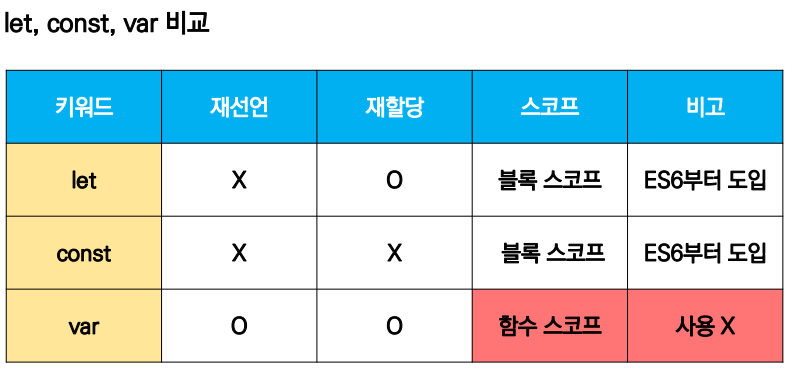 let, const, var 비교
키워드 재선언 재할당 스코프 비고
let X O 블록 스코프 ES6부터 도입
const X X 블록 스코프 ES6부터 도입
var O O 함수 스코프 사용 X